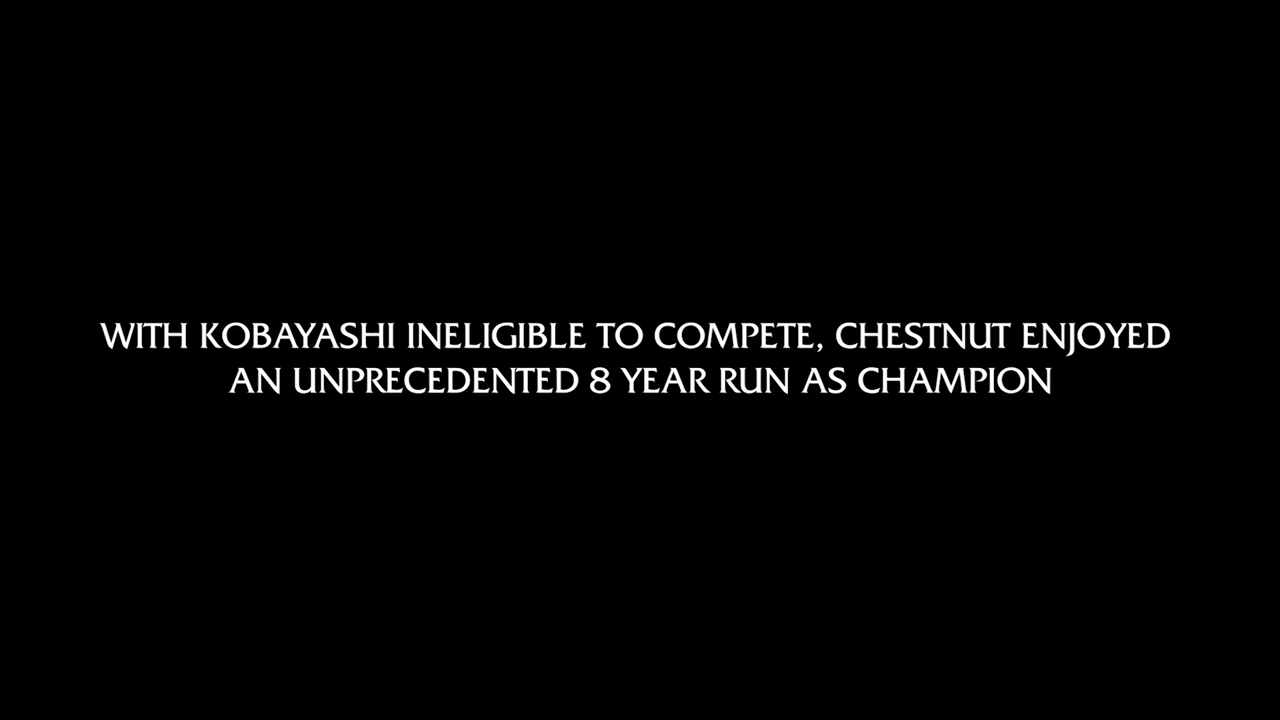 WITH KOBAYASHI INELIGIBLE TO COMPETE, CHESTNUT ENJOYED
AN UNPRECEDENTED 8 YEAR RUN AS CHAMPION